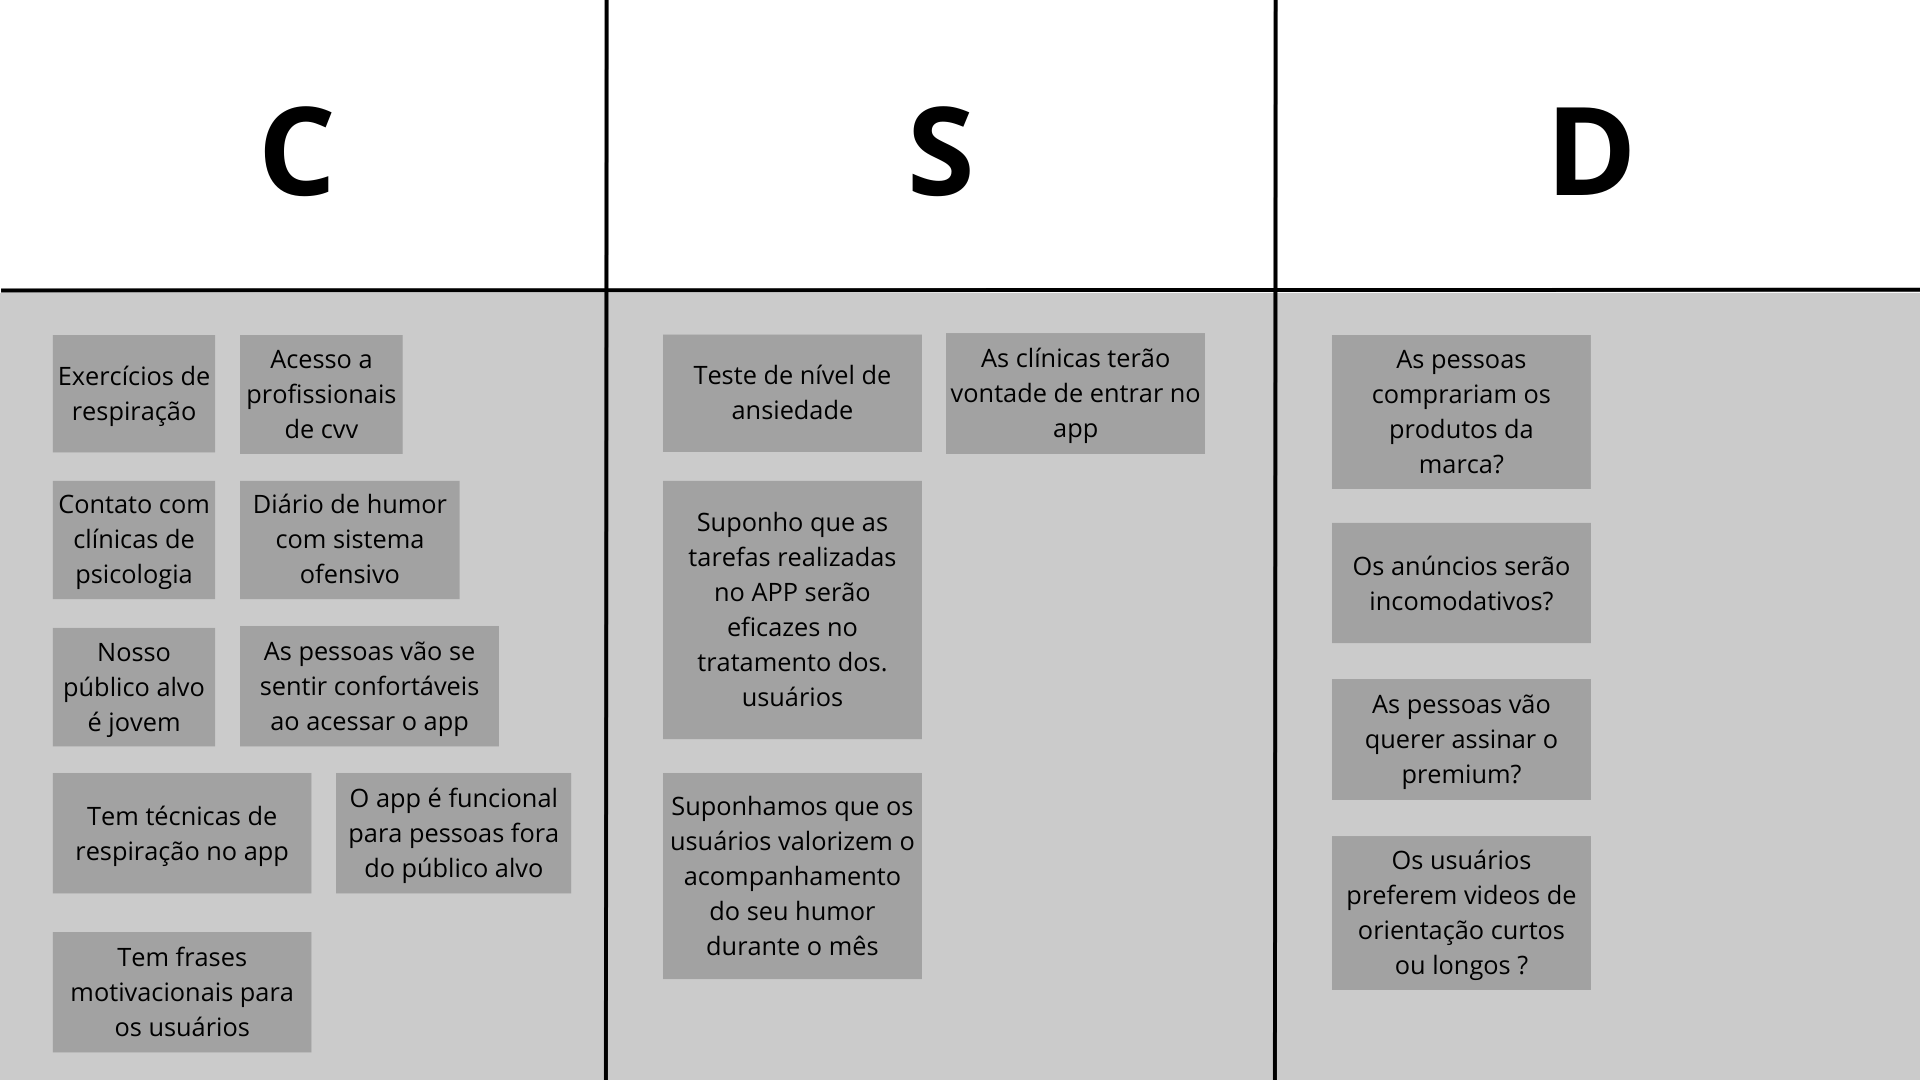 C
S
D
Exercícios de
respiração
Acesso a
profissionais
de cvv
Contato com
clínicas de
psicologia
Diário de humor
com sistema
ofensivo
Nosso
público alvo
é jovem
As pessoas vão se
sentir confortáveis
ao acessar o app
Tem técnicas de
respiração no app
O app é funcional
para pessoas fora
do público alvo
Tem frases
motivacionais para
os usuários
Teste de nível de
ansiedade
As clínicas terão
vontade de entrar no
app
Suponho que as
tarefas realizadas
no APP serão
eficazes no
tratamento dos.
usuários
Suponhamos que os
usuários valorizem o
acompanhamento
do seu humor
durante o mês
As pessoas
comprariam os
produtos da
marca?
Os anúncios serão
incomodativos?
As pessoas vão
querer assinar o
premium?
Os usuários
preferem videos de
orientação curtos
ou longos ?